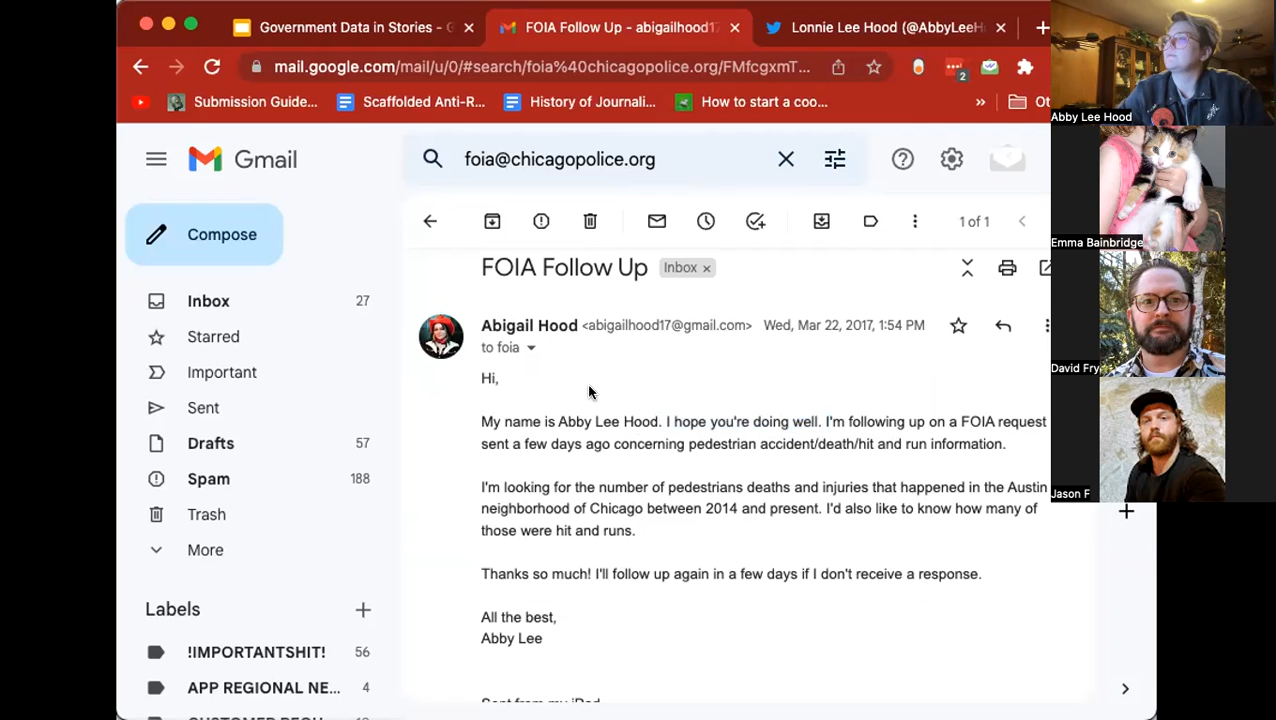 Government Data in Stories -
FOIA Follow Up - abigailhood17
Lonnie Lee Hood (@AbbyLeeH
mail.google.com/mail/u/0/#search/foia%40chicagopolice.org/FMfcgxmT...
2
Submission Guide...
Scaffolded Anti-R...
History of Journali...
How to start a coo...
»
Ot
Gmail
foia@chicagopolice.org
Compose
1 of 1
FOIA Follow Up
Inbox ×
Inbox 27
Starred
Important
Sent
Drafts 57
Spam 188
Trash
More
Labels
!IMPORTANTSHIT! 56
APP REGIONAL NE... 4
Abigail Hood <abigailhood17@gmail.com>
Wed, Mar 22, 2017, 1:54 PM
to foia
Hi,
My name is Abby Lee Hood. I hope you're doing well. I'm following up on a FOIA request
sent a few days ago concerning pedestrian accident/death/hit and run information.
I'm looking for the number of pedestrians deaths and injuries that happened in the Austin
neighborhood of Chicago between 2014 and present. I'd also like to know how many of
those were hit and runs.
Thanks so much! I'll follow up again in a few days if I don't receive a response.
All the best,
Abby Lee
Sent from my iPad
Abby Lee Hood
Emma Bainbridge
David Fry
Jason F